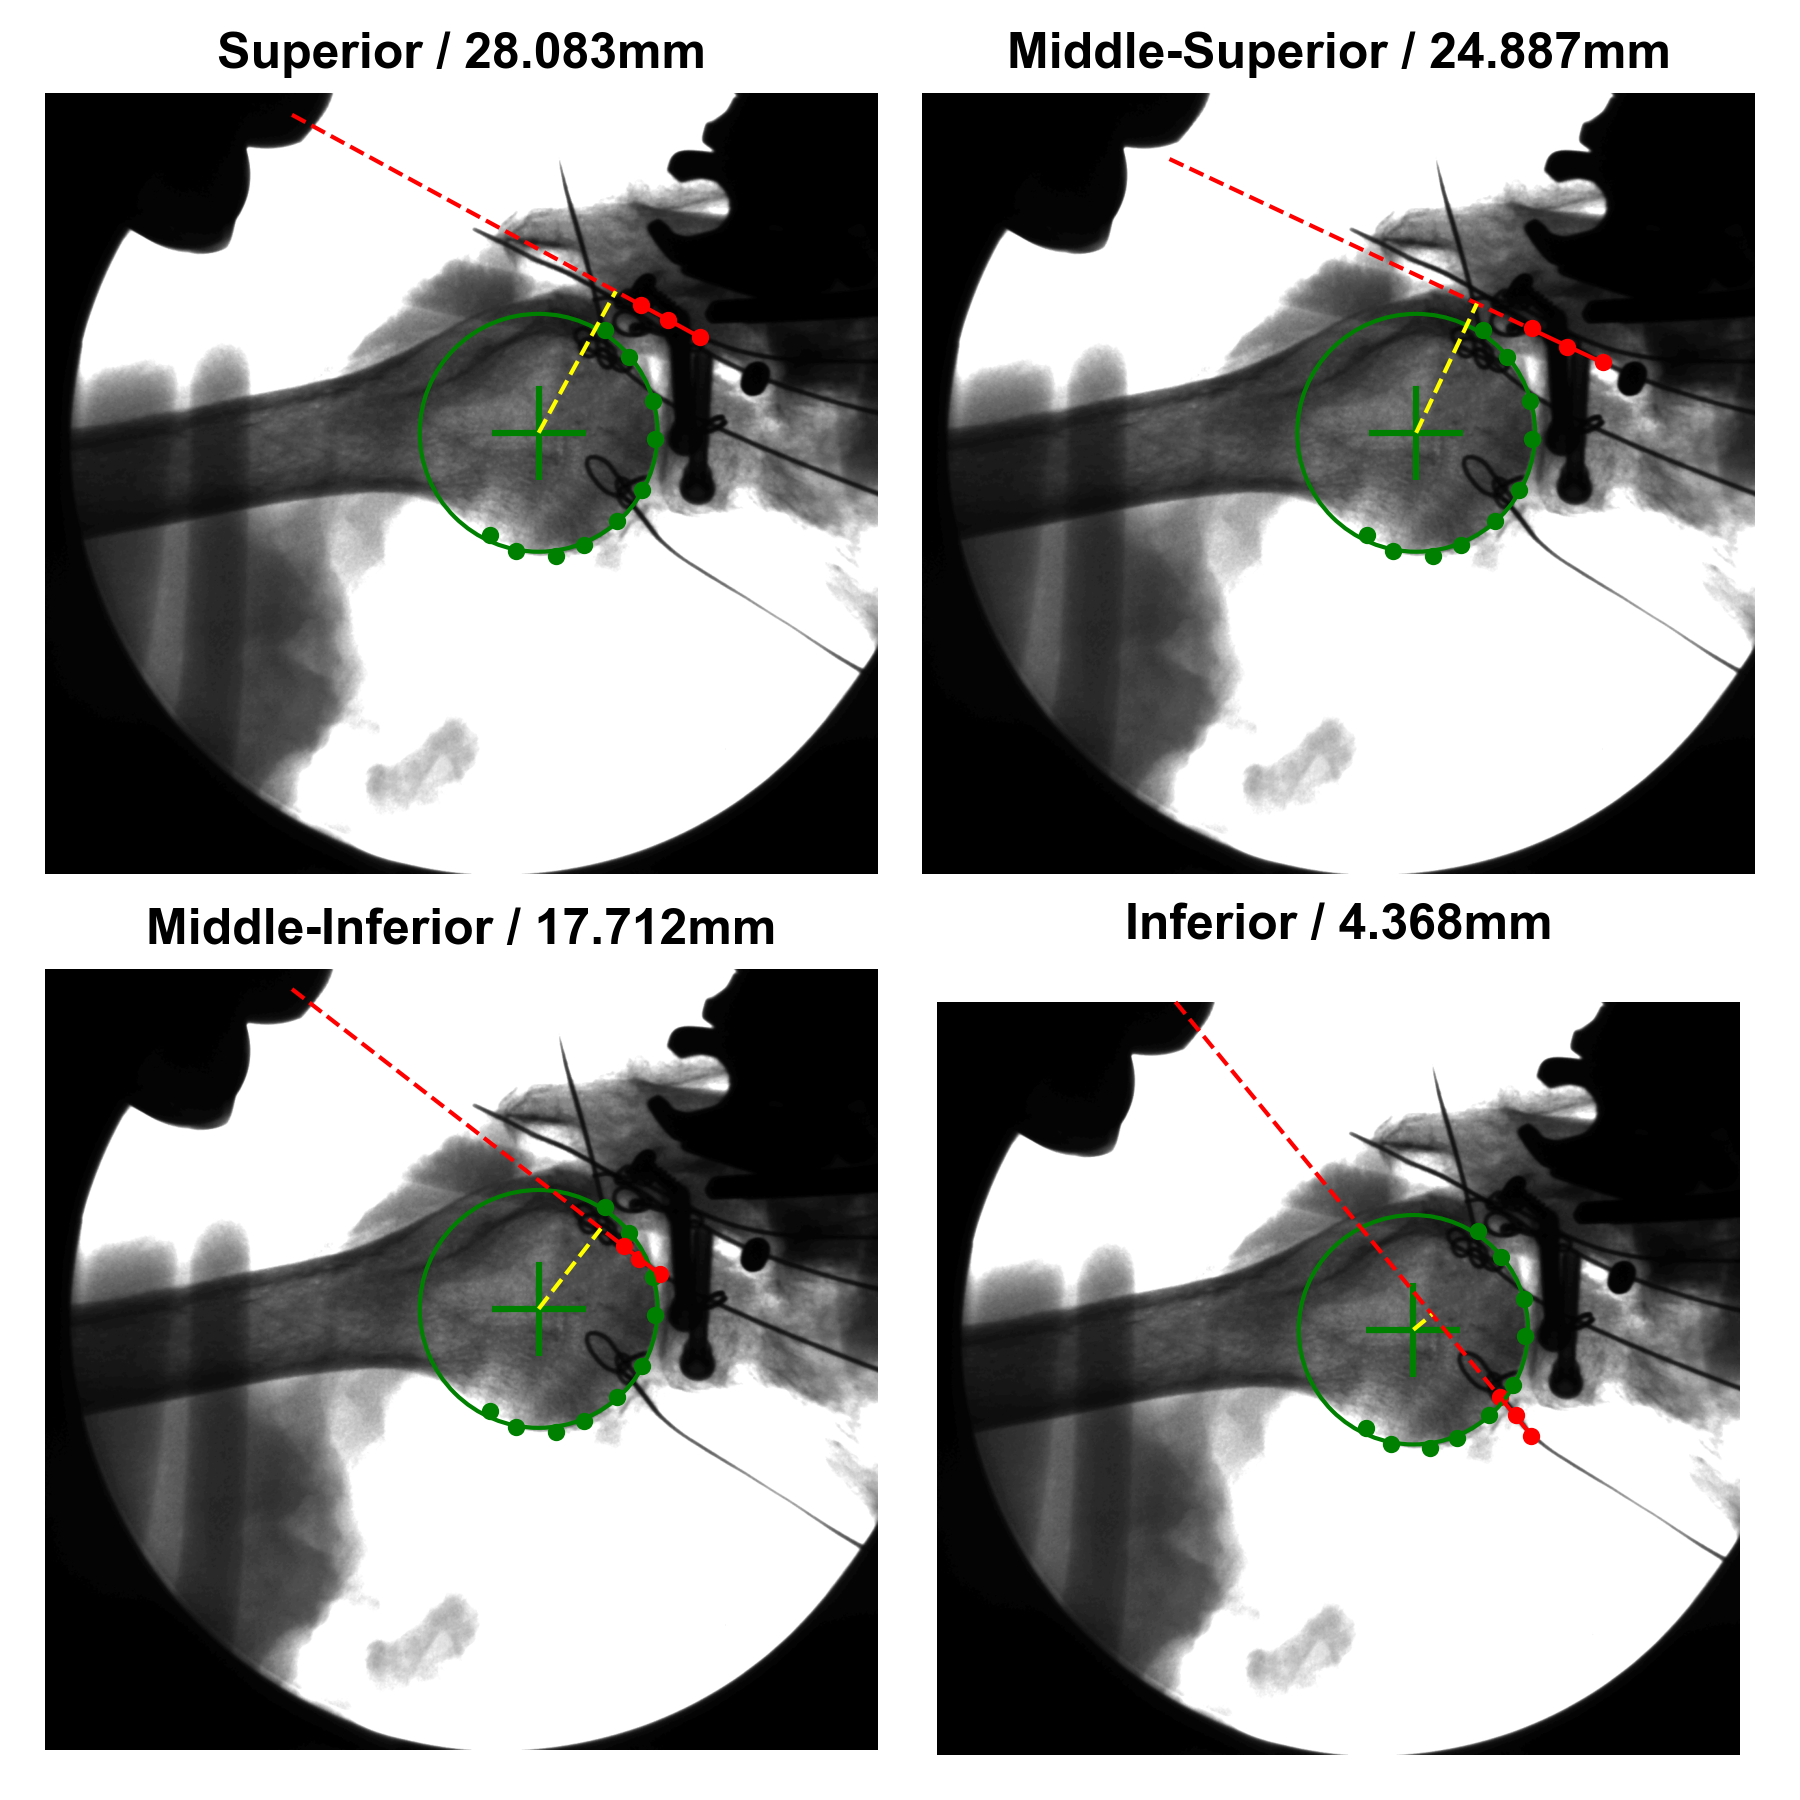 Superior / 28.083mm
Middle-Superior / 24.887mm
Middle-Inferior / 17.712mm
Inferior / 4.368mm